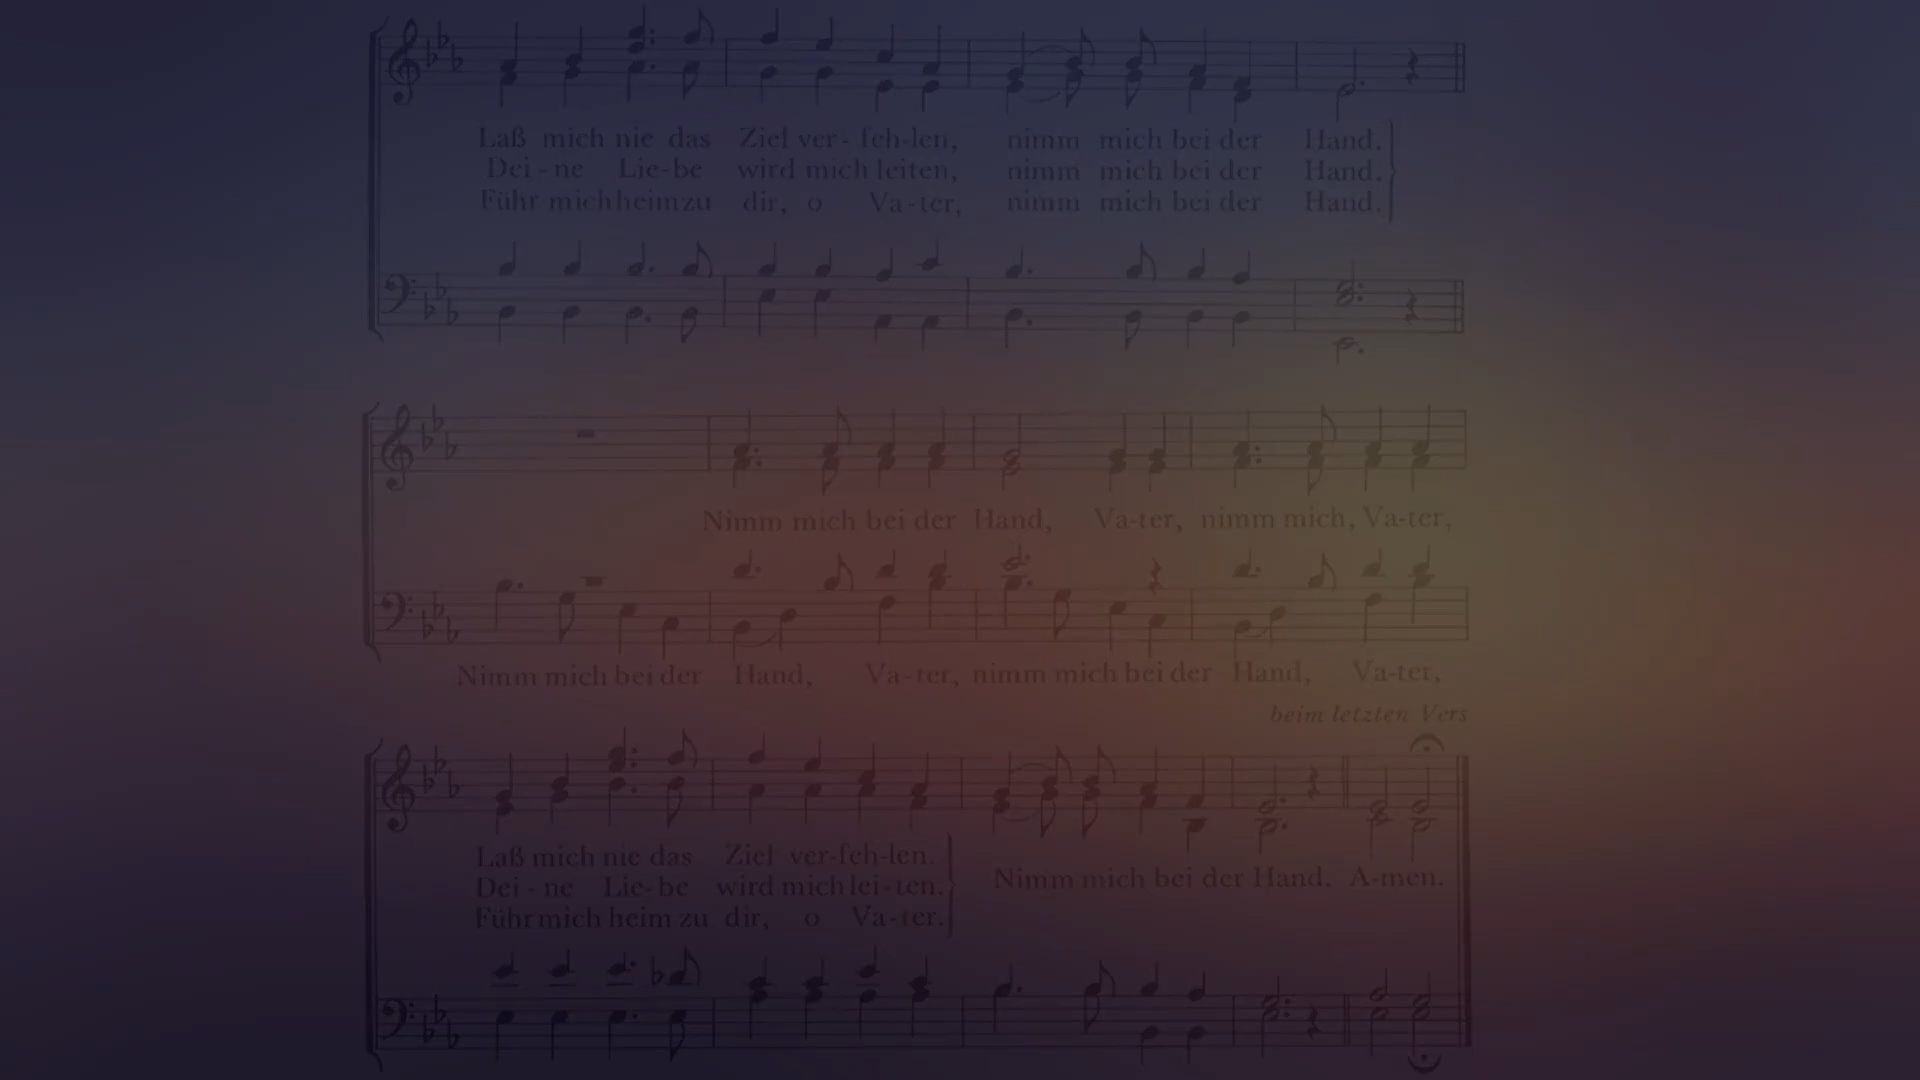 Laß mich nie das Ziel ver- feh-len, nimm mich bei der Hand.
Dei - ne Lie-be wird mich leiten, nimm mich bei der Hand.
Führ mich heim zu dir, o Va-ter, nimm mich bei der Hand.
Nimm mich bei der Hand, Va-ter, nimm mich, Va-ter,
Nimm mich bei der Hand, Va-ter, nimm mich bei der Hand, Va-ter,
beim letzten Vers
Laß mich nie das Ziel ver-feh-len.
Dei - ne Lie-be wird mich lei-ten.
Führ mich heim zu dir, o Va-ter.
Nimm mich bei der Hand. A-men.